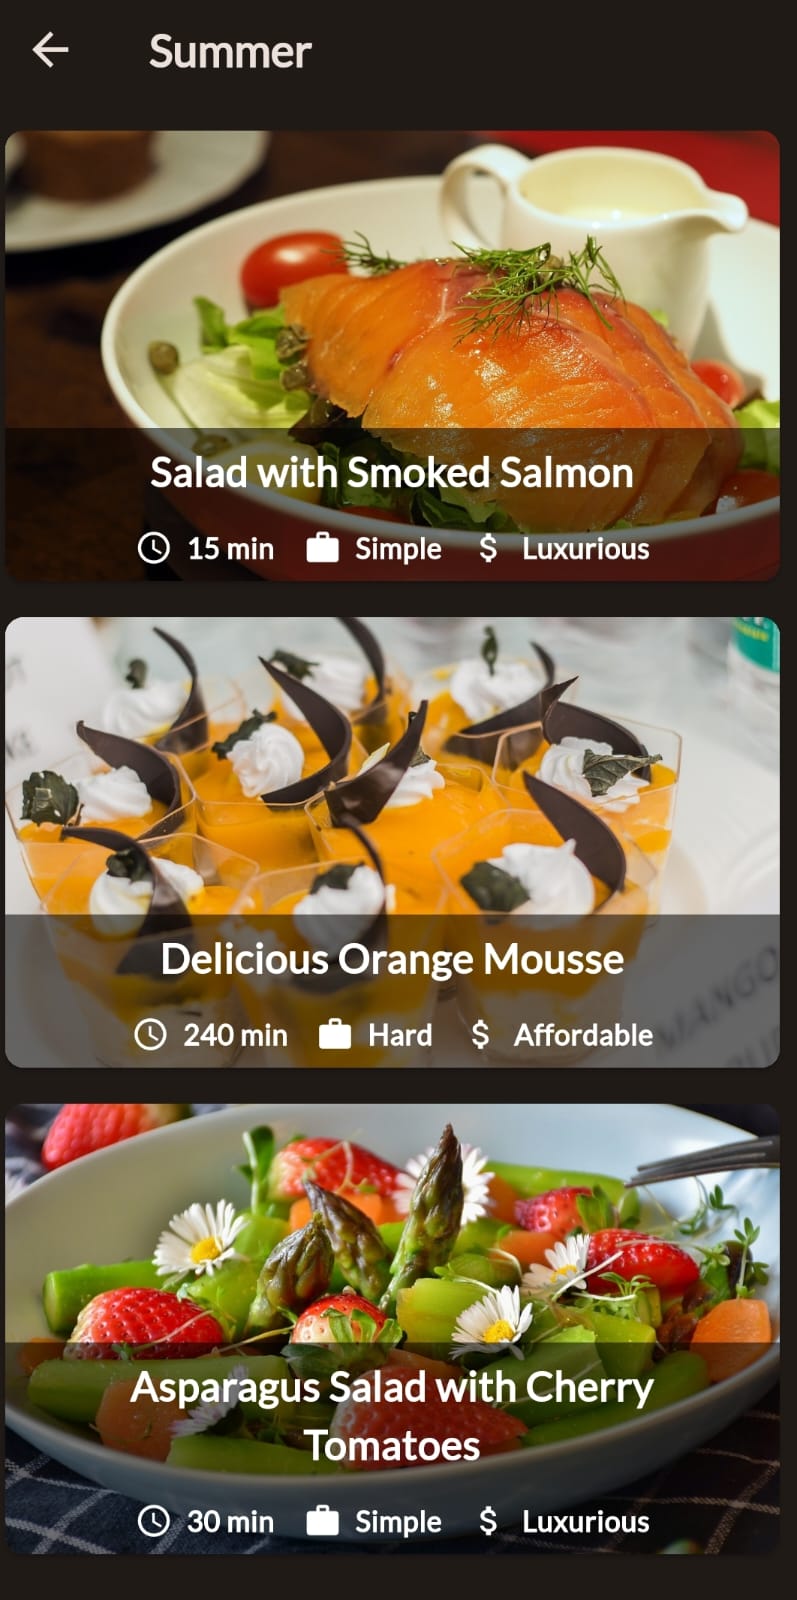 Summer
Salad with Smoked Salmon
15 min Simple $ Luxurious
Delicious Orange Mousse
240 min Hard $ Affordable
MANGO
Asparagus Salad with Cherry
Tomatoes
30 min Simple $ Luxurious